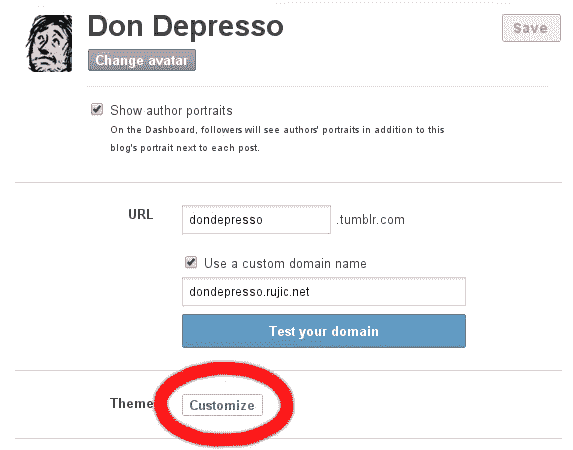 Don Depresso
Save
Change avatar
Show author portraits
On the Dashboard, followers will see authors' portraits in addition to this
blog's portrait next to each post.
URL
dondepresso .tumblr.com
Use a custom domain name
dondepresso.rujic.net
Test your domain
Theme Customize